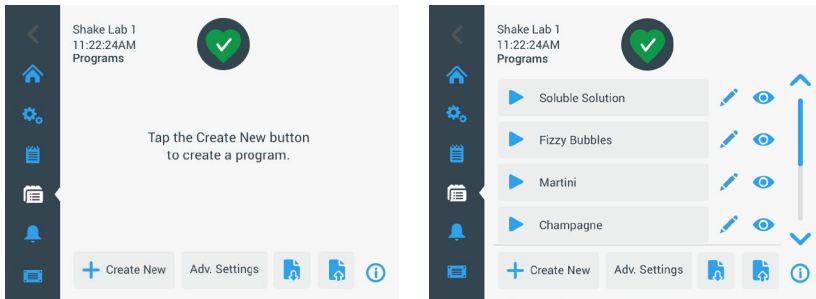 Shake Lab 1
11:22:24AM
Programs
Tap the Create New button
to create a program.
Create New
Adv. Settings
Shake Lab 1
11:22:24AM
Programs
Soluble Solution
Fizzy Bubbles
Martini
Champagne
Create New
Adv. Settings